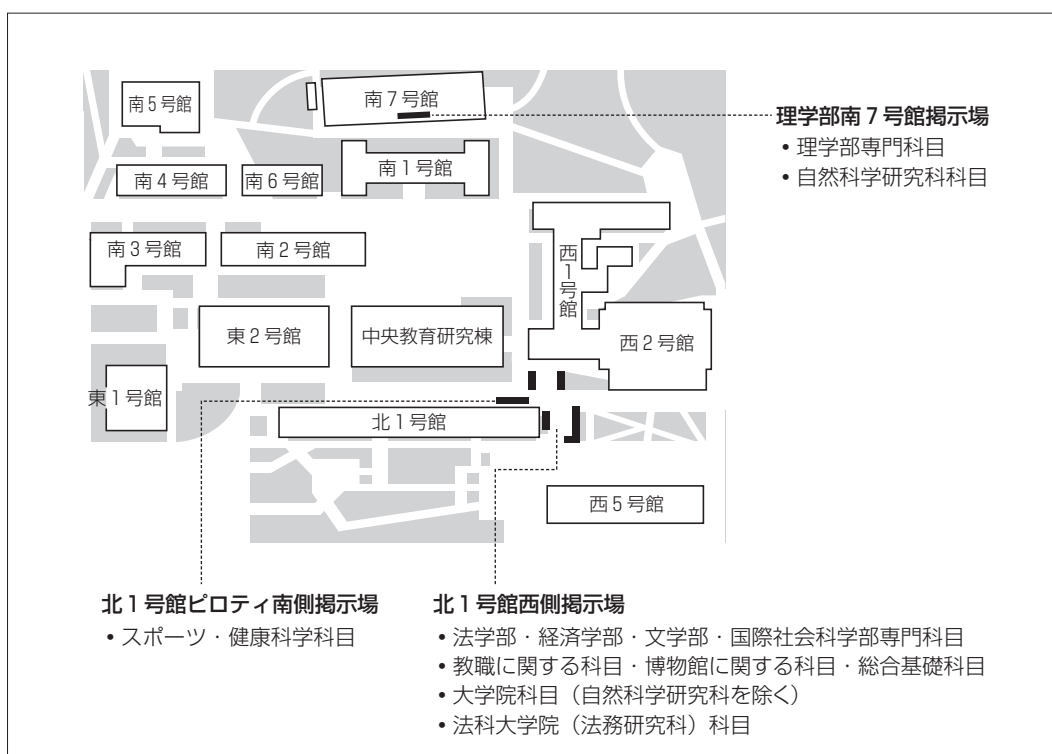 南5号館
南7号館
理学部南7号館掲示場
• 理学部専門科目
• 自然科学研究科科目
南4号館
南6号館
南1号館
南3号館
南2号館
西1号館
東2号館
中央教育研究棟
西2号館
東1号館
北1号館
西5号館
北1号館ピロティ南側掲示場
• スポーツ・健康科学科目
北1号館西側掲示場
• 法学部・経済学部・文学部・国際社会科学部専門科目
• 教職に関する科目・博物館に関する科目・総合基礎科目
• 大学院科目（自然科学研究科を除く）
• 法科大学院（法務研究科）科目